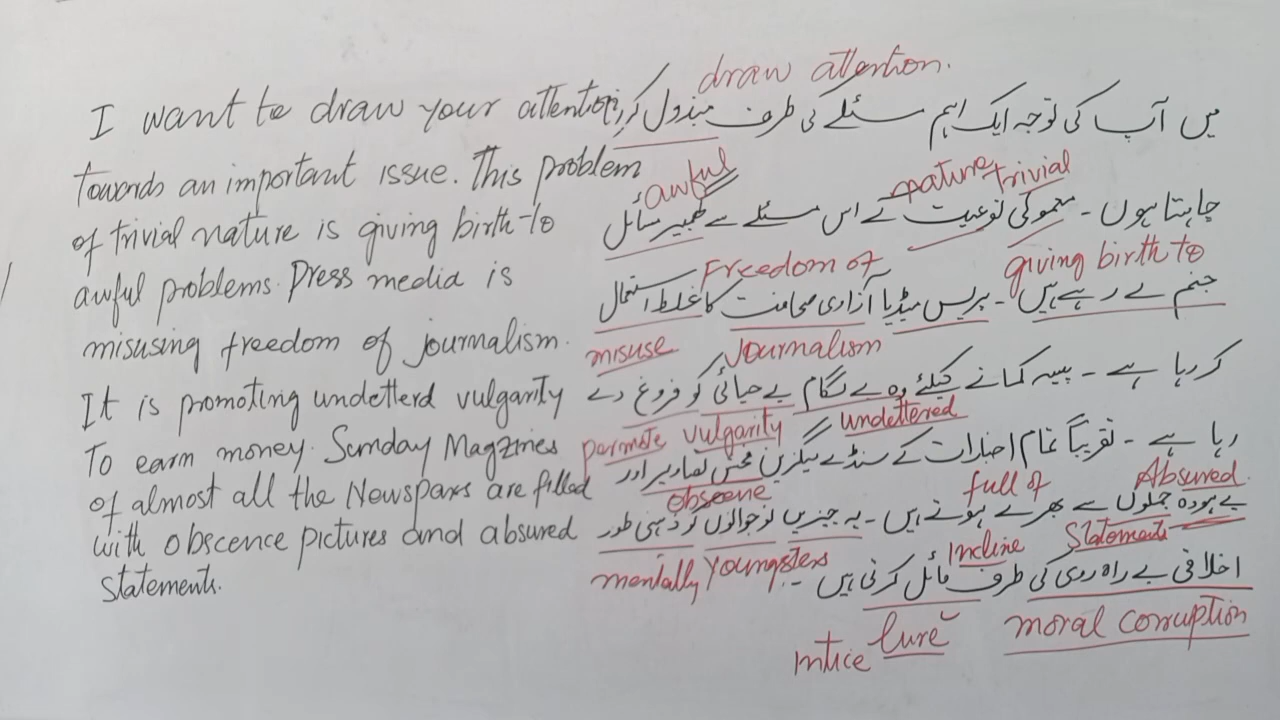 I want to draw your attention
towards an important issue. This problem
of trivial nature is giving birth to
awful problems. Press media is
misusing freedom of journalism.
It is promoting undetterd vulgarity
To earn money. Sunday Magzines
of almost all the Newspaxs are filled
with obscence pictures and absured
statements.
draw attention.
میں آپ کی توجہ ایک اہم مسئلے کی طرف مبذول کرنا
awful nature trivial
چاہتا ہوں۔ معمولی نوعیت کے اس مسئلے سے گھمبیر مسائل
Freedom of giving birth to
جنم لے رہے ہیں۔ پریس میڈیا آزادی صحافت کا غلط استعمال
misuse Journalism
کر رہا ہے۔ پیسہ کمانے کیلئے وہ بے لگام بے حیائی کو فروغ دے
parmote vulgarity undettered
رہا ہے۔ تقریباً تمام اخبارات کے سنڈے میگزین فحش تصاویر اور
obscene full of Absured
بے ہودہ جملوں سے بھرے ہوتے ہیں۔ یہ چیزیں نوجوانوں کو ذہنی طور
mentally Youngsters Incline Statements
اخلاقی بے راہ روی کی طرف مائل کرتی ہیں۔
intice lure moral corruption